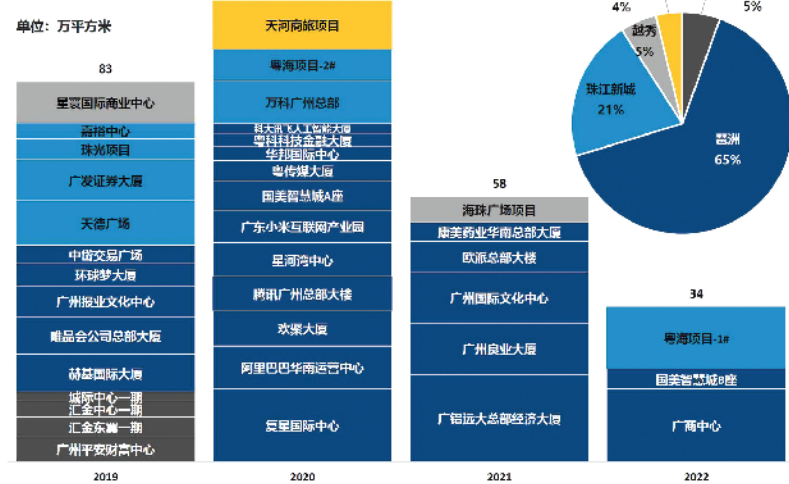 单位：万平方米
83
星寰国际商业中心
嘉裕中心
珠光项目
广发证券大厦
天德广场
中岱交易广场
环球梦大厦
广州报业文化中心
唯品会公司总部大厦
赫基国际大厦
城际中心一期
汇金中心一期
汇金东翼一期
广州平安财富中心
2019
天河商旅项目
粤海项目-2#
万科广州总部
科大讯飞人工智能大厦
粤科科技金融大厦
华邦国际中心
粤传媒大厦
国美智慧城A座
广东小米互联网产业园
星河湾中心
腾讯广州总部大楼
欢聚大厦
阿里巴巴华南运营中心
复星国际中心
2020
58
海珠广场项目
康美药业华南总部大厦
欧派总部大楼
广州国际文化中心
广州良业大厦
广铝远大总部经济大厦
2021
34
粤海项目-1#
国美智慧城B座
广商中心
2022
4%
5%
越秀
5%
珠江新城
21%
琶洲
65%